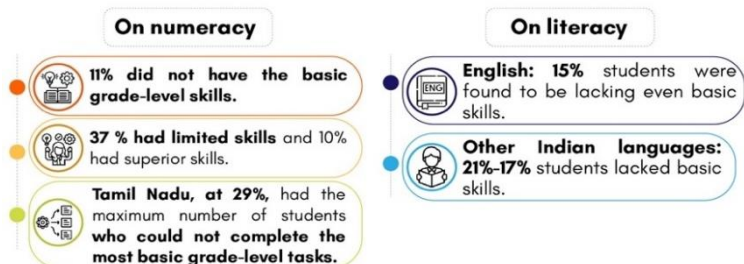 On numeracy
11% did not have the basic
grade-level skills.
37 % had limited skills and 10%
had superior skills.
Tamil Nadu, at 29%, had the
maximum number of students
who could not complete the
most basic grade-level tasks.
On literacy
ENG
English: 15% students were
found to be lacking even basic
skills.
Other Indian languages:
21%-17% students lacked basic
skills.